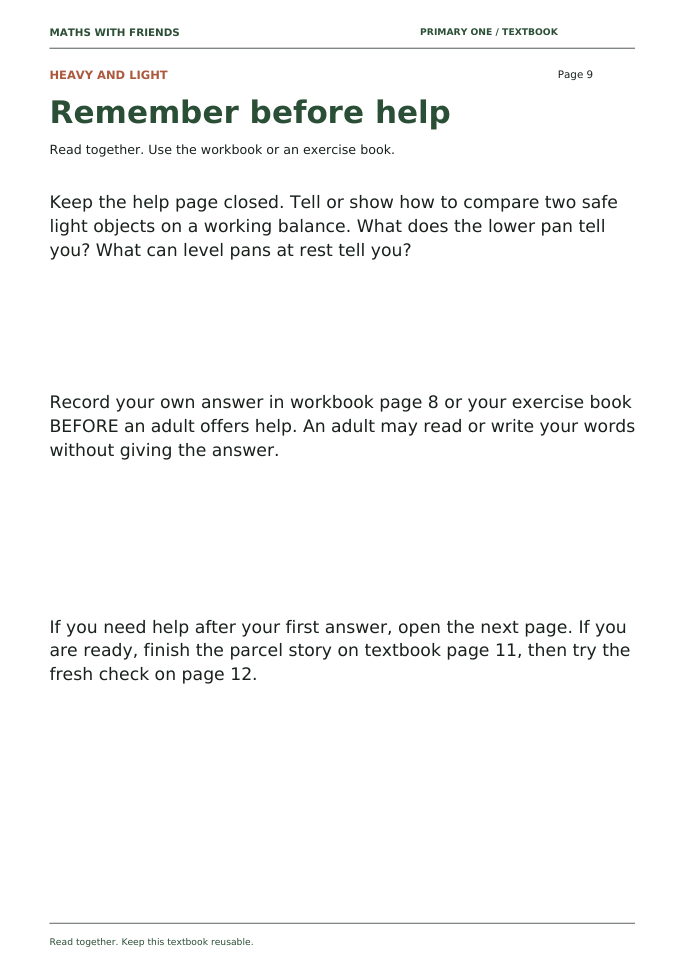 MATHS WITH FRIENDS
PRIMARY ONE / TEXTBOOK
HEAVY AND LIGHT
Page 9
Remember before help
Read together. Use the workbook or an exercise book.
Keep the help page closed. Tell or show how to compare two safe
light objects on a working balance. What does the lower pan tell
you? What can level pans at rest tell you?
Record your own answer in workbook page 8 or your exercise book
BEFORE an adult offers help. An adult may read or write your words
without giving the answer.
If you need help after your first answer, open the next page. If you
are ready, finish the parcel story on textbook page 11, then try the
fresh check on page 12.
Read together. Keep this textbook reusable.